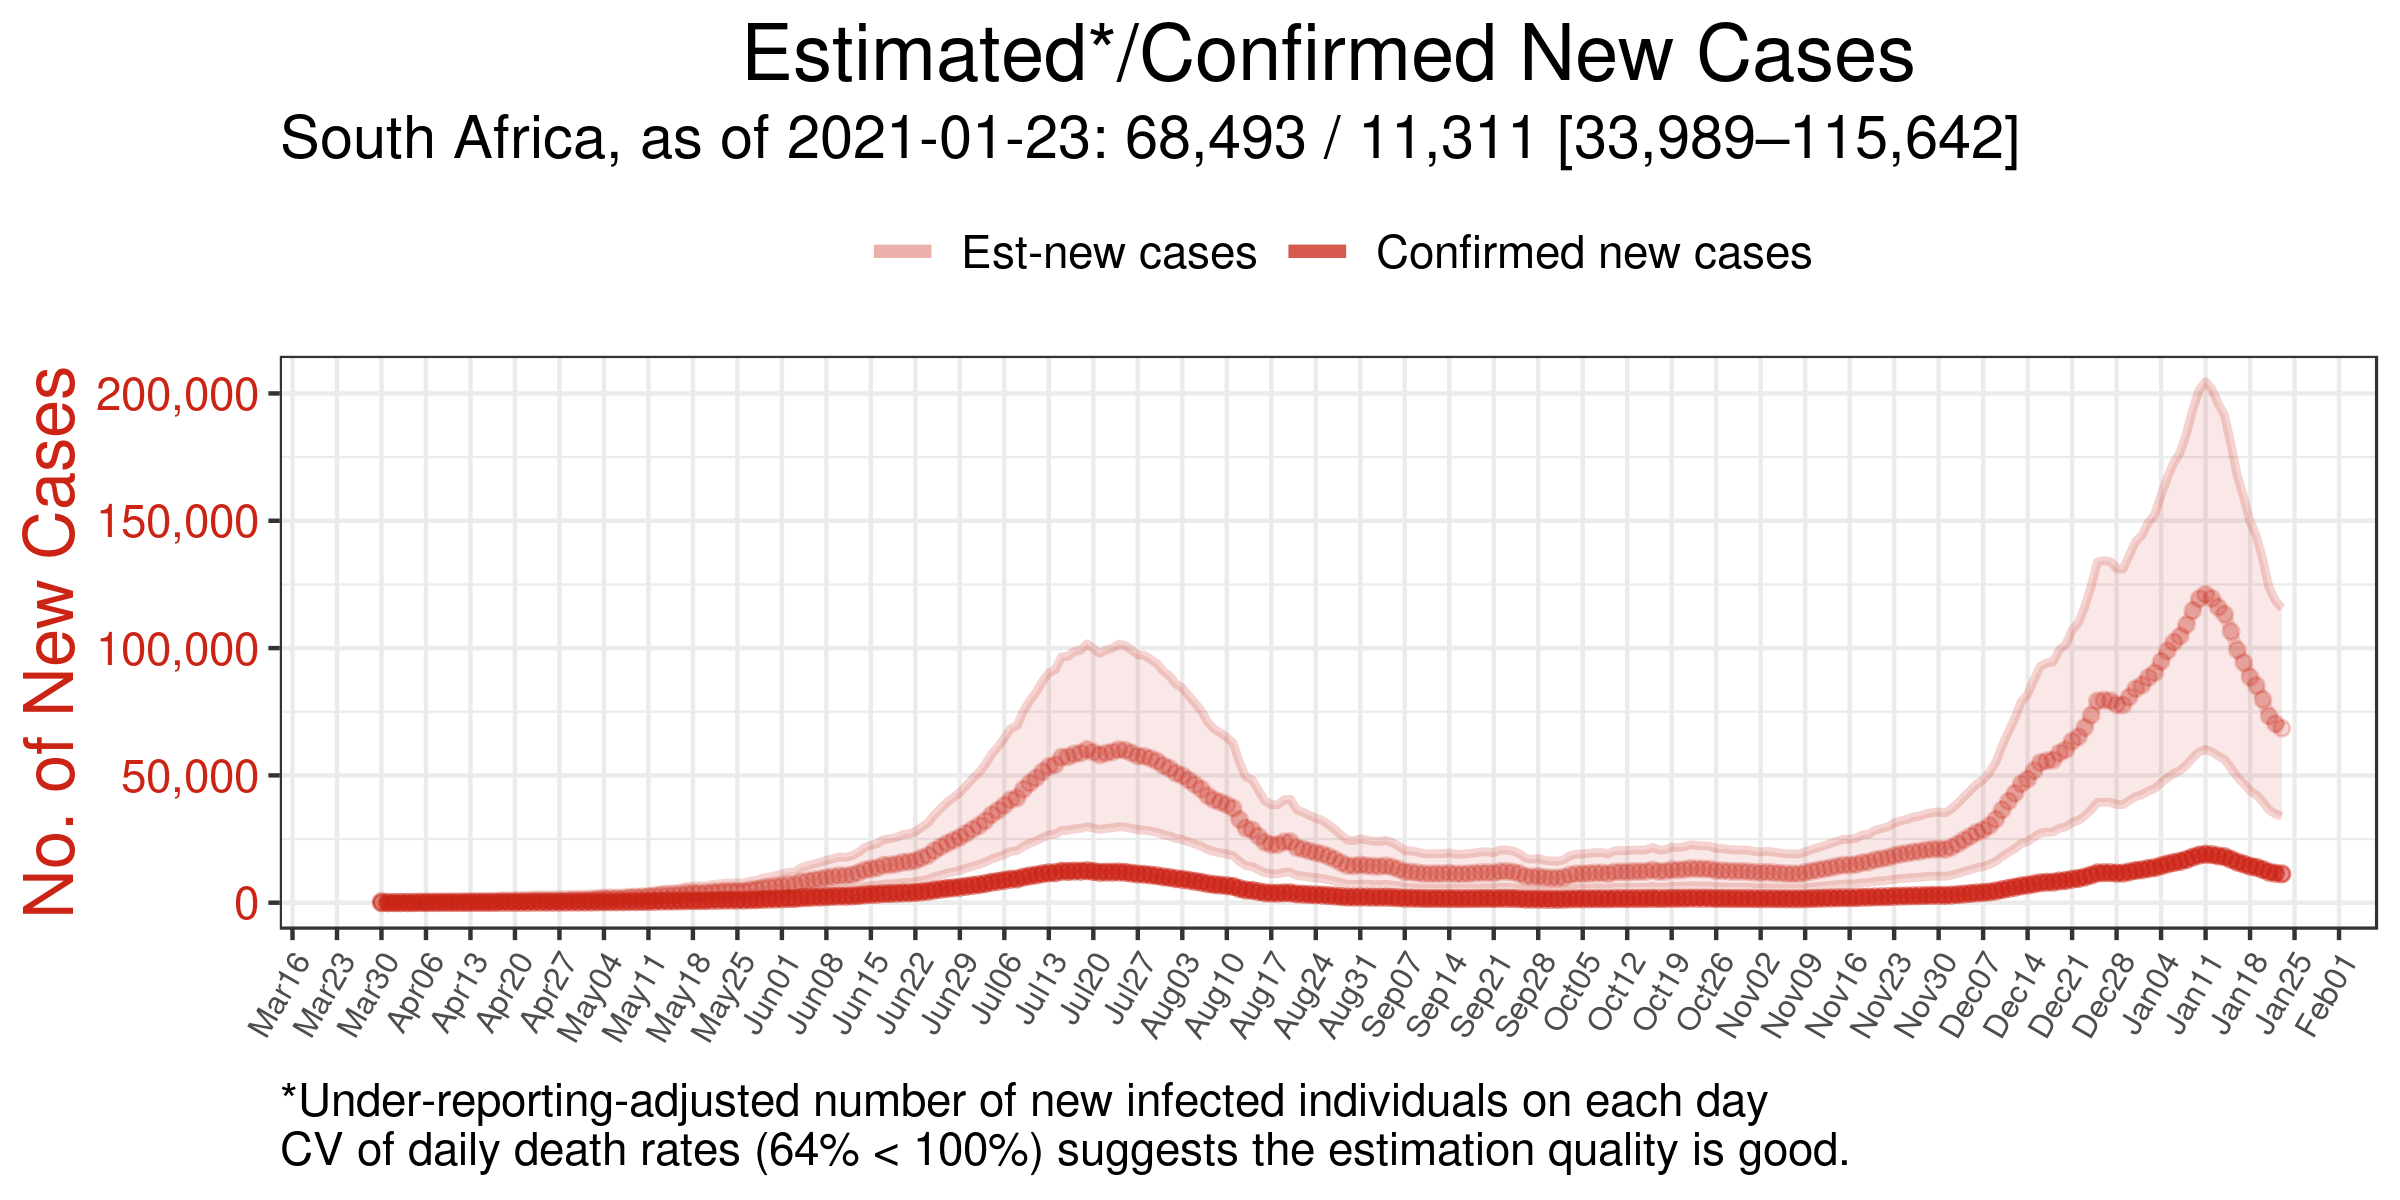 Estimated*/Confirmed New Cases
South Africa, as of 2021-01-23: 68,493 / 11,311 [33,989–115,642]
Est-new cases
Confirmed new cases
No. of New Cases
200,000
150,000
100,000
50,000
0
Mar16
Mar23
Mar30
Apr06
Apr13
Apr20
Apr27
May04
May11
May18
May25
Jun01
Jun08
Jun15
Jun22
Jun29
Jul06
Jul13
Jul20
Jul27
Aug03
Aug10
Aug17
Aug24
Aug31
Sep07
Sep14
Sep21
Sep28
Oct05
Oct12
Oct19
Oct26
Nov02
Nov09
Nov16
Nov23
Nov30
Dec07
Dec14
Dec21
Dec28
Jan04
Jan11
Jan18
Jan25
Feb01
*Under-reporting-adjusted number of new infected individuals on each day
CV of daily death rates (64% < 100%) suggests the estimation quality is good.